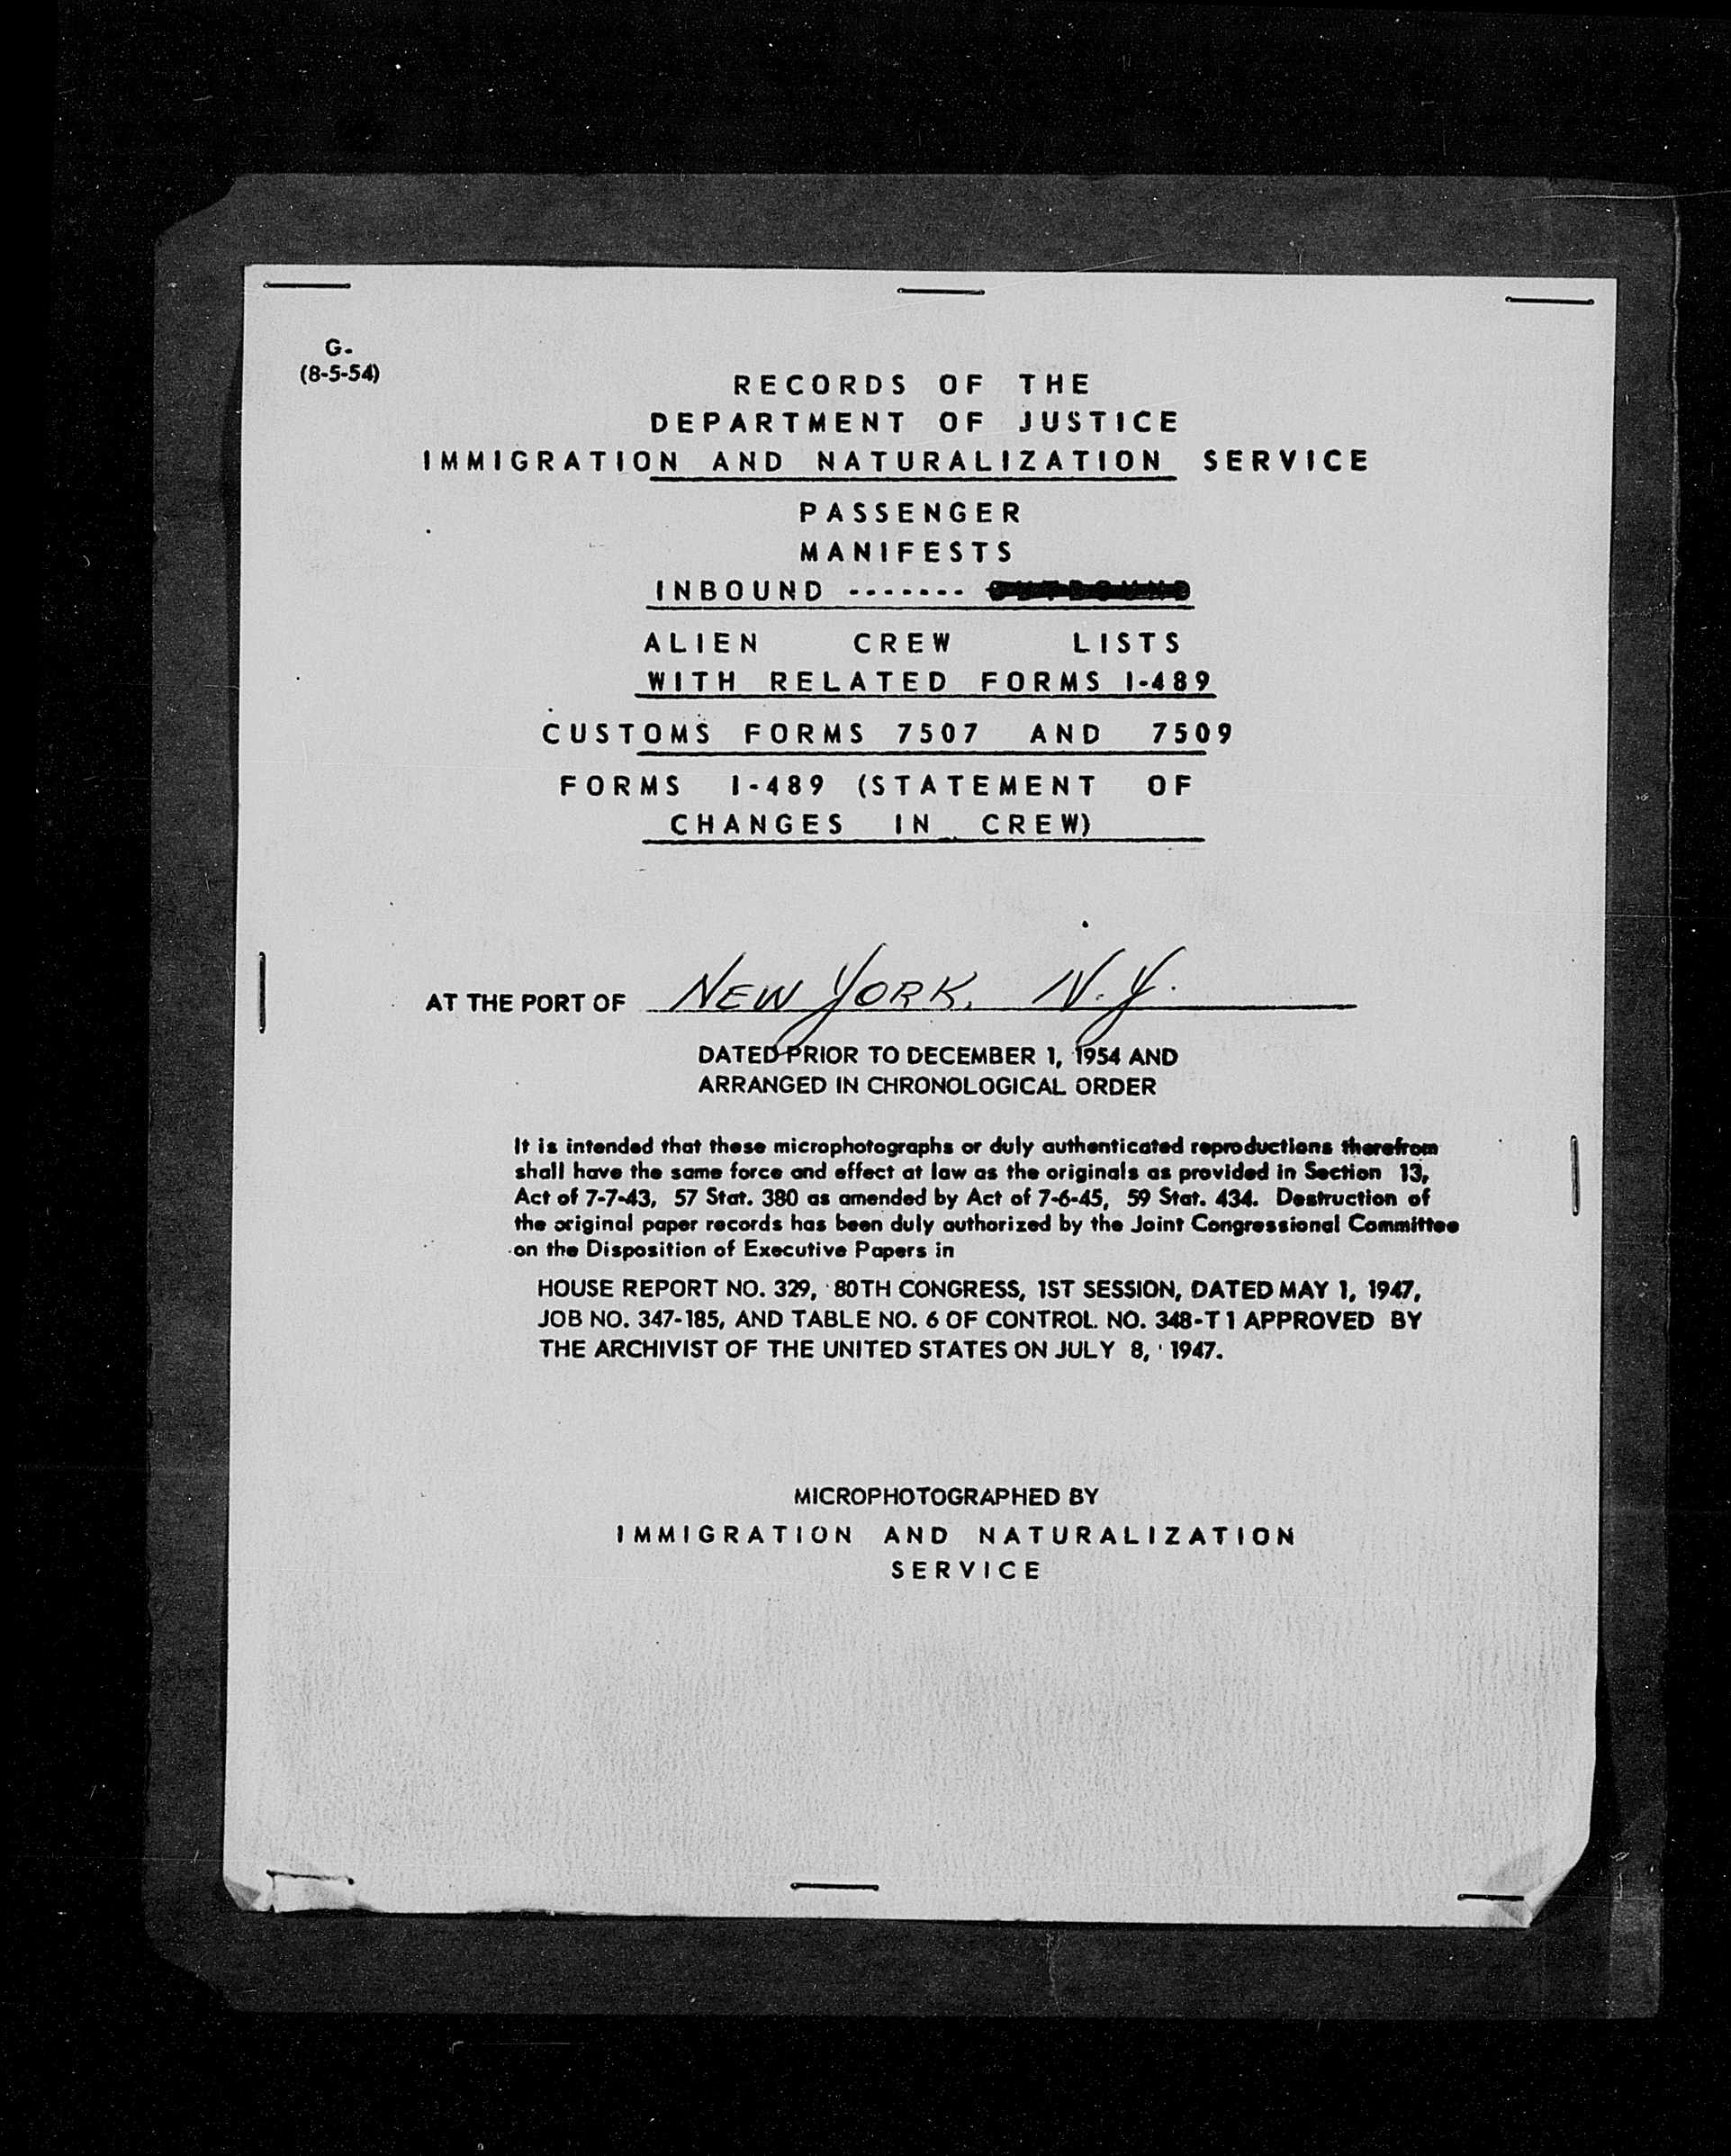 G-
(8-5-54)
RECORDS OF THE
DEPARTMENT OF JUSTICE
IMMIGRATION AND NATURALIZATION SERVICE
PASSENGER
MANIFESTS
INBOUND -------
ALIEN CREW LISTS
WITH RELATED FORMS I-489
CUSTOMS FORMS 7507 AND 7509
FORMS I-489 (STATEMENT OF
CHANGES IN CREW)
AT THE PORT OF NEW YORK, N.Y.
DATED PRIOR TO DECEMBER 1, 1954 AND
ARRANGED IN CHRONOLOGICAL ORDER
It is intended that these microphotographs or duly authenticated reproductions therefrom
shall have the same force and effect at law as the originals as provided in Section 13,
Act of 7-7-43, 57 Stat. 380 as amended by Act of 7-6-45, 59 Stat. 434. Destruction of
the original paper records has been duly authorized by the Joint Congressional Committee
on the Disposition of Executive Papers in
HOUSE REPORT NO. 329, 80TH CONGRESS, 1ST SESSION, DATED MAY 1, 1947,
JOB NO. 347-185, AND TABLE NO. 6 OF CONTROL NO. 348-T1 APPROVED BY
THE ARCHIVIST OF THE UNITED STATES ON JULY 8, 1947.
MICROPHOTOGRAPHED BY
IMMIGRATION AND NATURALIZATION
SERVICE